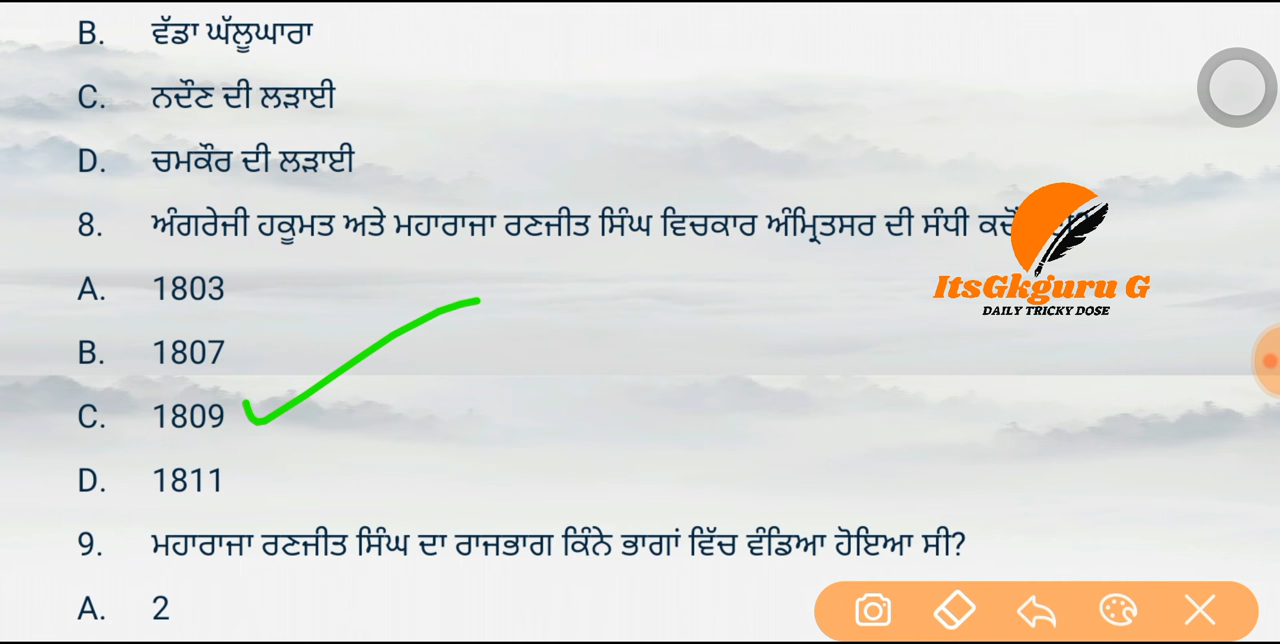 B. ਵੱਡਾ ਘੱਲੂਘਾਰਾ
C. ਨਦੌਣ ਦੀ ਲੜਾਈ
D. ਚਮਕੌਰ ਦੀ ਲੜਾਈ
8. ਅੰਗਰੇਜੀ ਹਕੂਮਤ ਅਤੇ ਮਹਾਰਾਜਾ ਰਣਜੀਤ ਸਿੰਘ ਵਿਚਕਾਰ ਅੰਮ੍ਰਿਤਸਰ ਦੀ ਸੰਧੀ
A. 1803
ItsGkguru G
DAILY TRICKY DOSE
B. 1807
C. 1809
D. 1811
9. ਮਹਾਰਾਜਾ ਰਣਜੀਤ ਸਿੰਘ ਦਾ ਰਾਜਭਾਗ ਕਿੰਨੇ ਭਾਗਾਂ ਵਿੱਚ ਵੰਡਿਆ ਹੋਇਆ ਸੀ?
A. 2